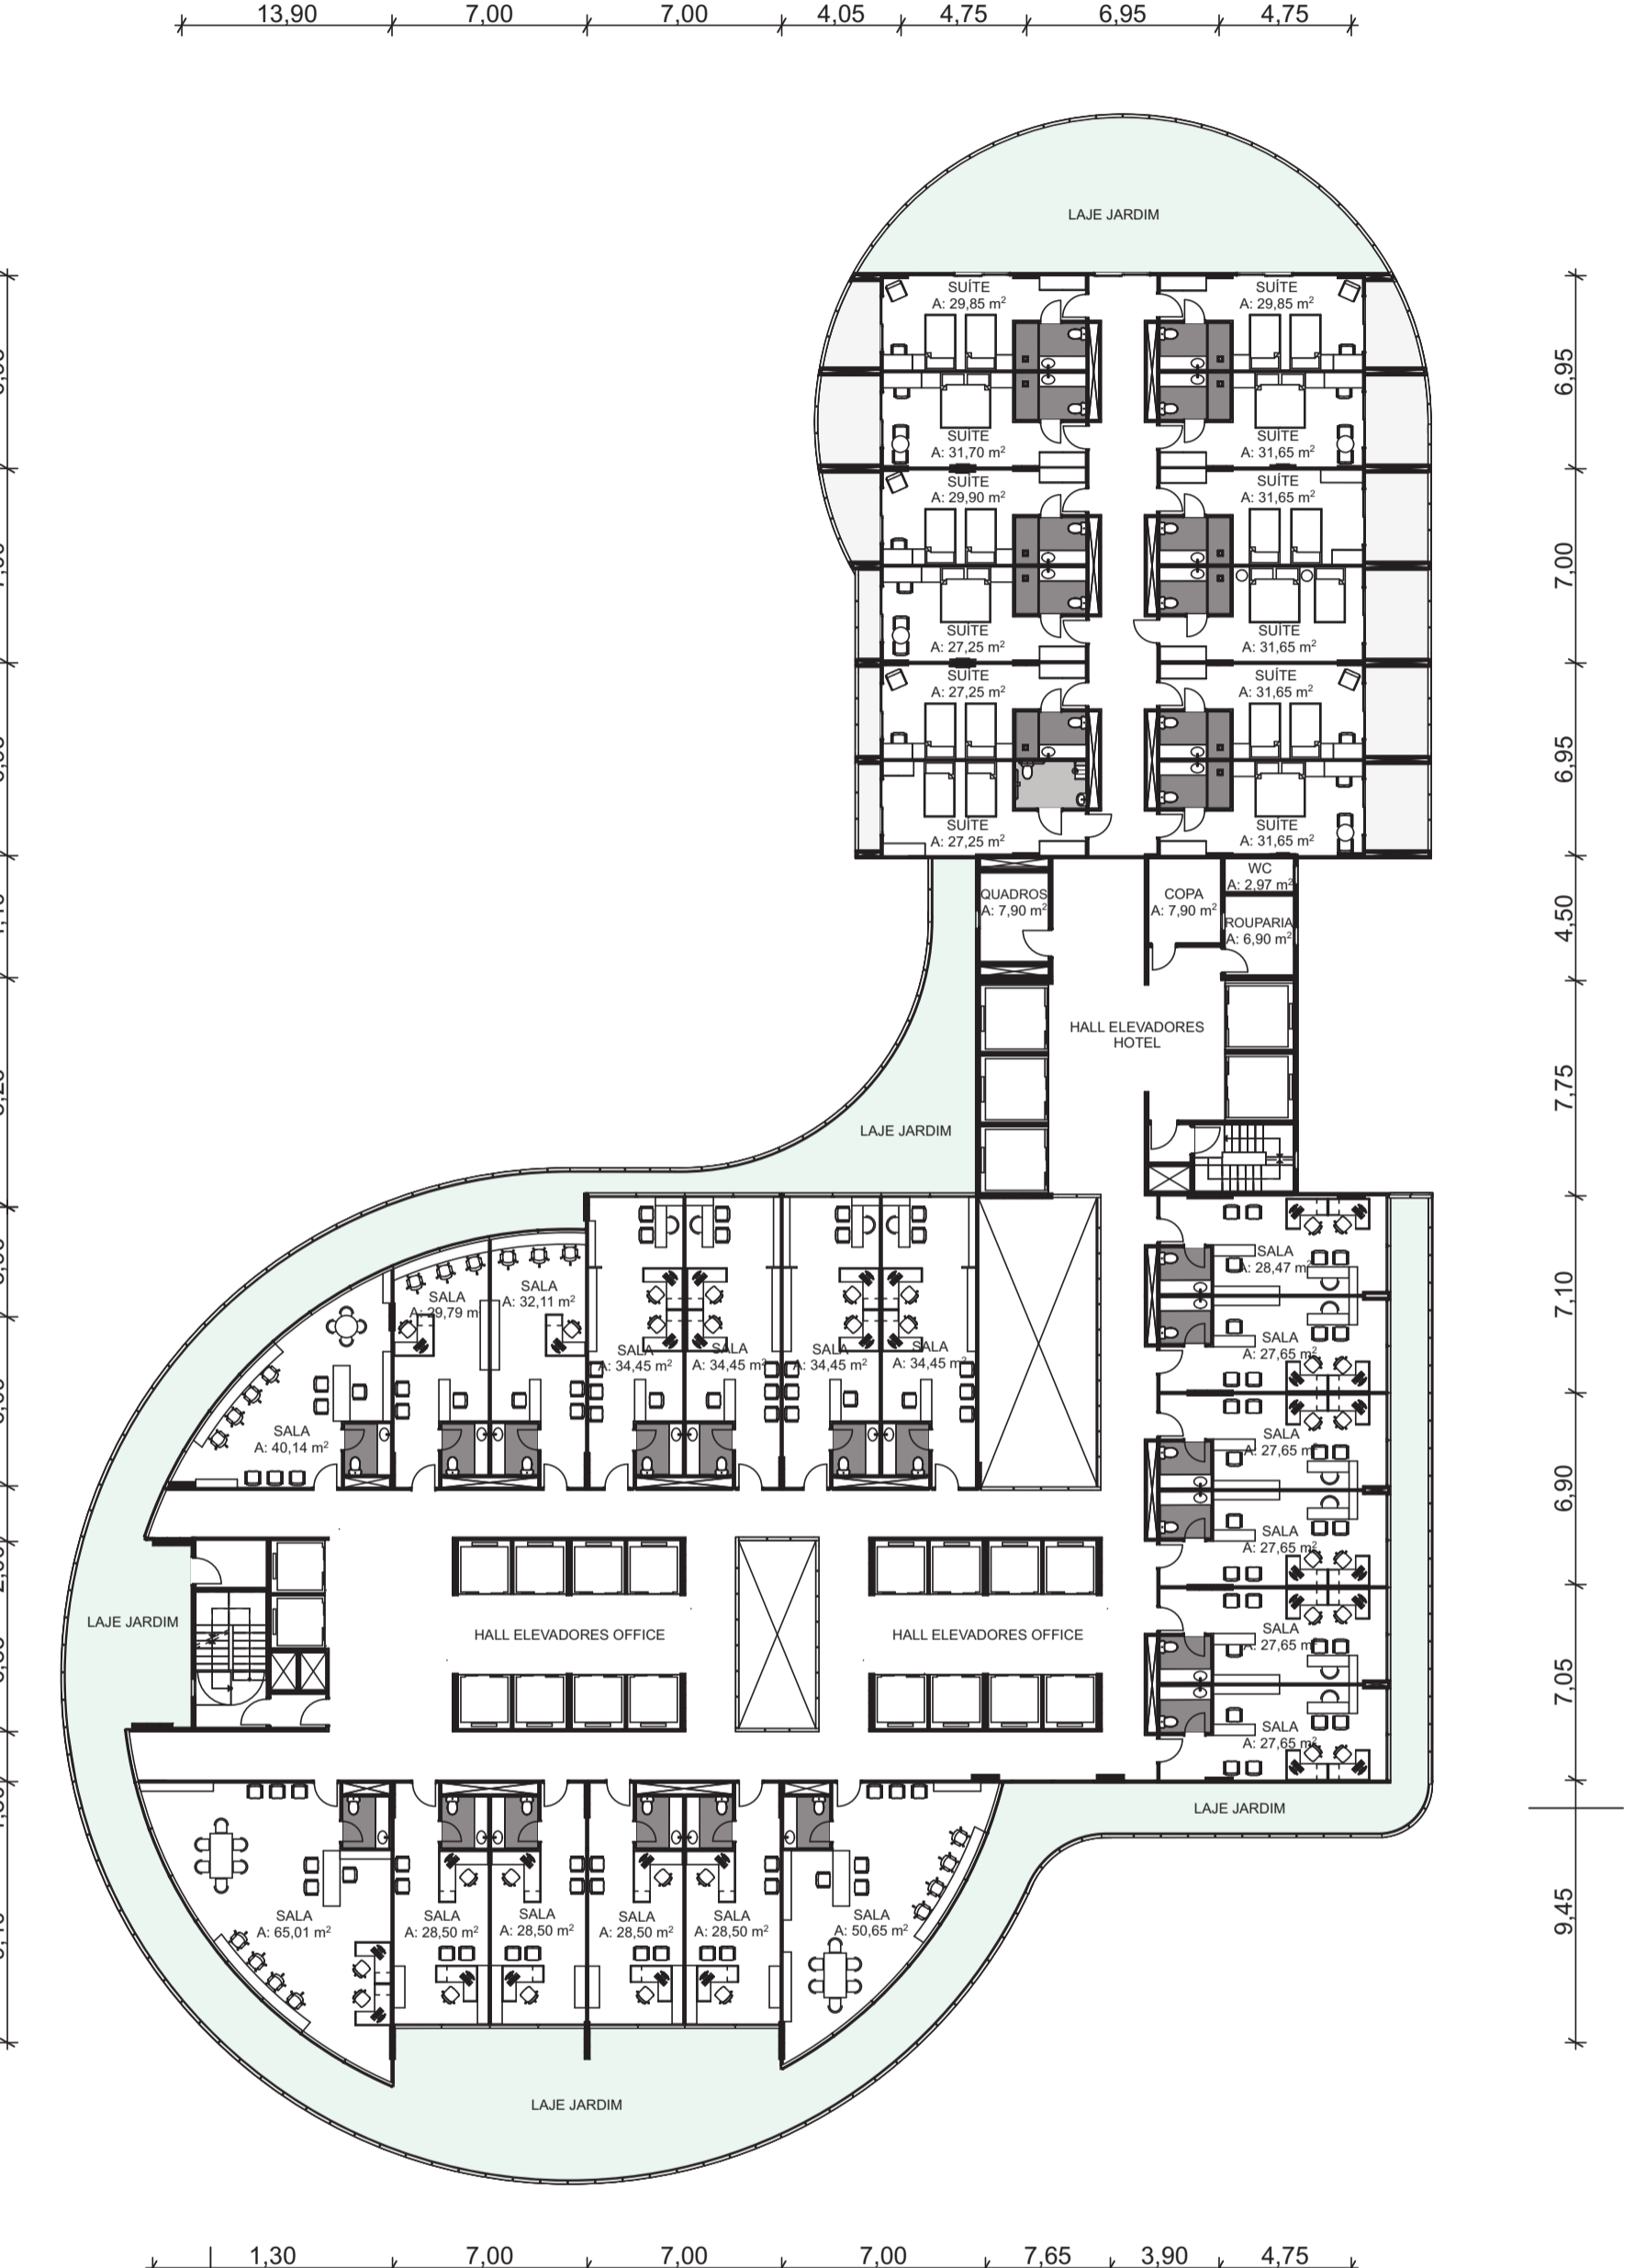 13,90 7,00 7,00 4,05 4,75 6,95 4,75
LAJE JARDIM
SUÍTE
A: 29,85 m²
SUÍTE
A: 29,85 m²
6,95
SUÍTE
A: 31,70 m²
SUÍTE
A: 31,65 m²
SUÍTE
A: 29,90 m²
SUÍTE
A: 31,65 m²
7,00
SUÍTE
A: 27,25 m²
SUÍTE
A: 31,65 m²
SUÍTE
A: 27,25 m²
SUÍTE
A: 31,65 m²
6,95
SUÍTE
A: 27,25 m²
SUÍTE
A: 31,65 m²
QUADROS
A: 7,90 m²
COPA
A: 7,90 m²
WC
A: 2,97 m²
ROUPARIA
A: 6,90 m²
4,50
HALL ELEVADORES
HOTEL
7,75
LAJE JARDIM
SALA
A: 28,47 m²
7,10
SALA
A: 29,79 m
SALA
A: 32,11 m²
SALA
A: 34,45 m²
SALA
A: 34,45 m²
SALA
A: 34,45 m²
SALA
A: 34,45 m²
SALA
A: 27,65 m²
SALA
A: 40,14 m²
SALA
A: 27,65 m²
6,90
SALA
A: 27,65 m²
LAJE JARDIM
HALL ELEVADORES OFFICE
HALL ELEVADORES OFFICE
SALA
A: 27,65 m²
7,05
SALA
A: 27,65 m²
LAJE JARDIM
SALA
A: 65,01 m²
SALA
A: 28,50 m²
SALA
A: 28,50 m²
SALA
A: 28,50 m²
SALA
A: 28,50 m²
SALA
A: 50,65 m²
9,45
LAJE JARDIM
1,30 7,00 7,00 7,00 7,65 3,90 4,75